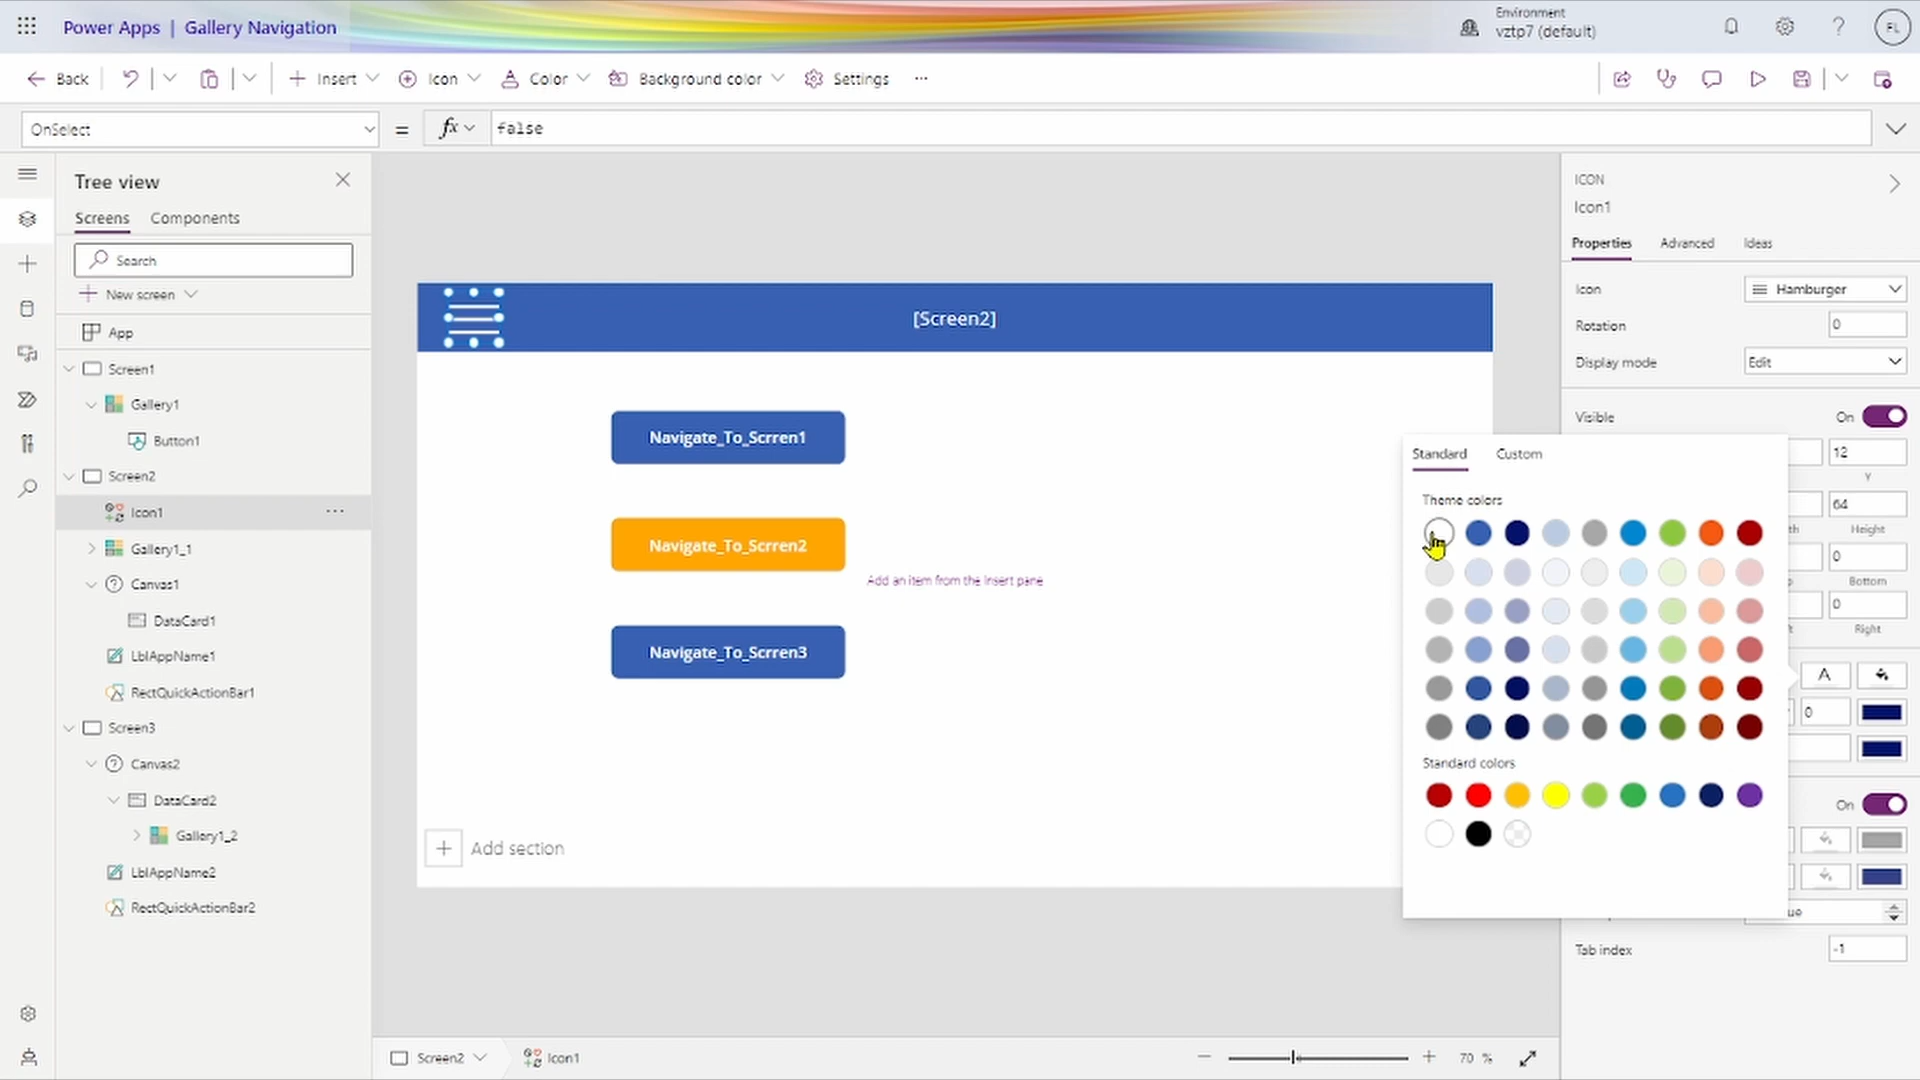 Power Apps | Gallery Navigation
Environment
vztp7 (default)
FL
Back
Insert
Icon
Color
Background color
Settings
OnSelect
=
fx
false
Tree view
Screens
Components
Search
New screen
App
Screen1
Gallery1
Button1
Screen2
Icon1
Gallery1_1
Canvas1
DataCard1
LblAppName1
RectQuickActionBar1
Screen3
Canvas2
DataCard2
Gallery1_2
LblAppName2
RectQuickActionBar2
[Screen2]
Navigate_To_Scrren1
Navigate_To_Scrren2
Add an item from the Insert pane
Navigate_To_Scrren3
Add section
Screen2
Icon1
70 %
ICON
Icon1
Properties
Advanced
Ideas
Icon
Hamburger
Rotation
0
Display mode
Edit
Visible
On
12
Y
64
Height
0
Bottom
0
Right
A
0
On
ue
Tab index
-1
Standard
Custom
Theme colors
Standard colors